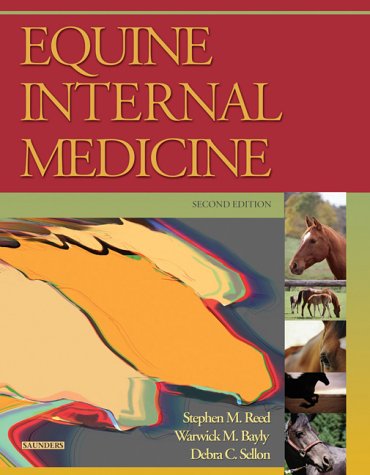 EQUINE
INTERNAL
MEDICINE
SECOND EDITION
Stephen M. Reed
Warwick M. Bayly
Debra C. Sellon
SAUNDERS